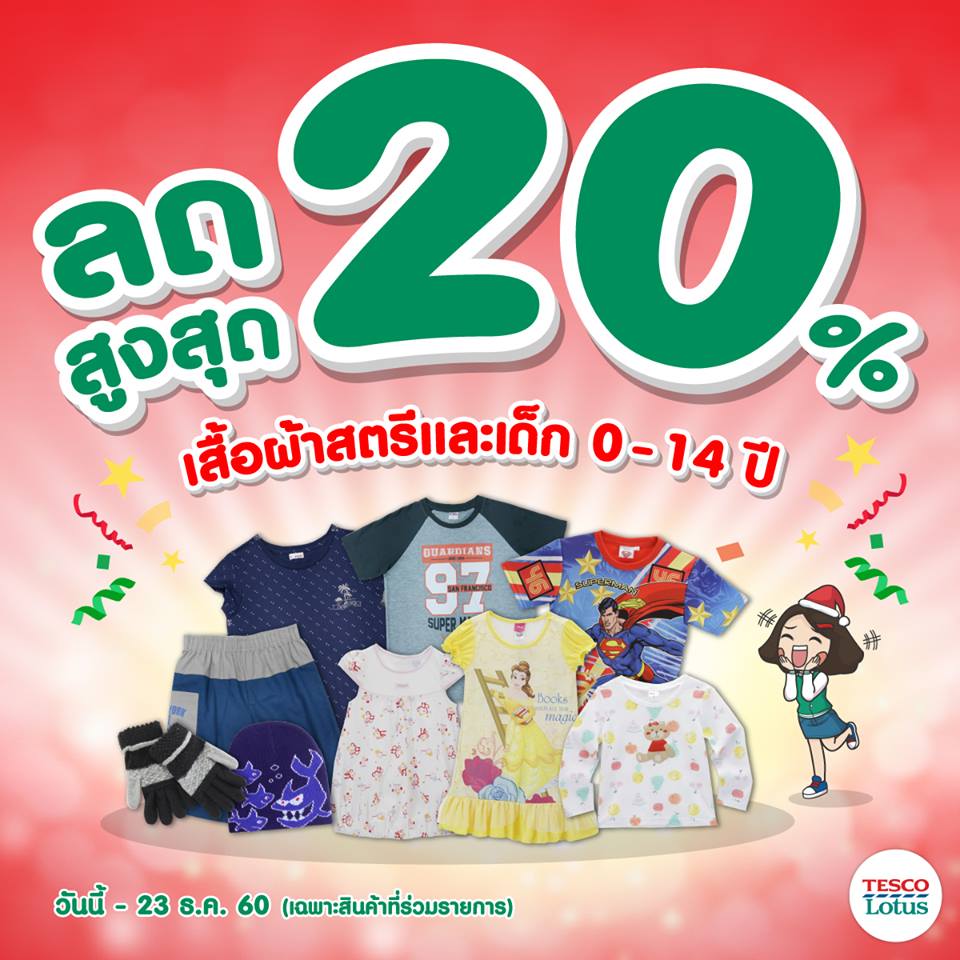 ลด
สูงสุด
20%
เสื้อผ้าสตรีและเด็ก 0-14 ปี
GUARDIANS
97
SAN FRANCISCO
SUPER
SUPERMAN
YORK
Books
magic
วันนี้ - 23 ธ.ค. 60 (เฉพาะสินค้าที่ร่วมรายการ)
TESCO
Lotus